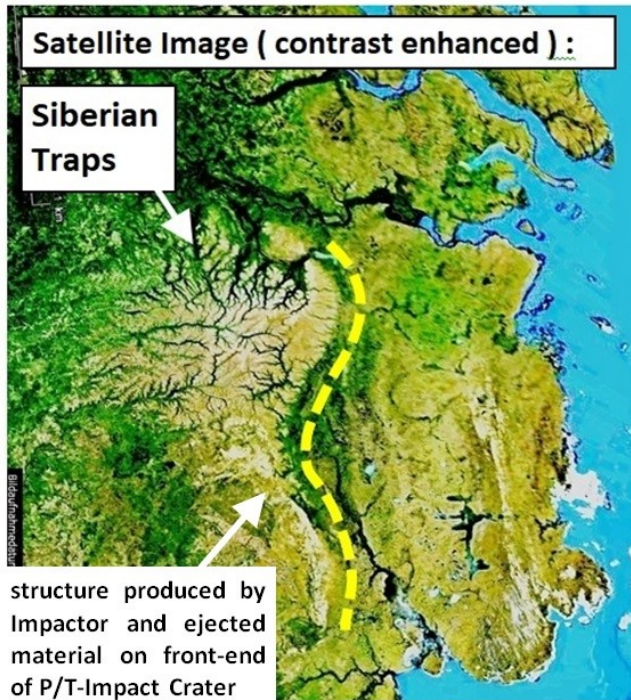 Satellite Image ( contrast enhanced ) :
Siberian
Traps
Bildaufnahmedatum
structure produced by
Impactor and ejected
material on front-end
of P/T-Impact Crater